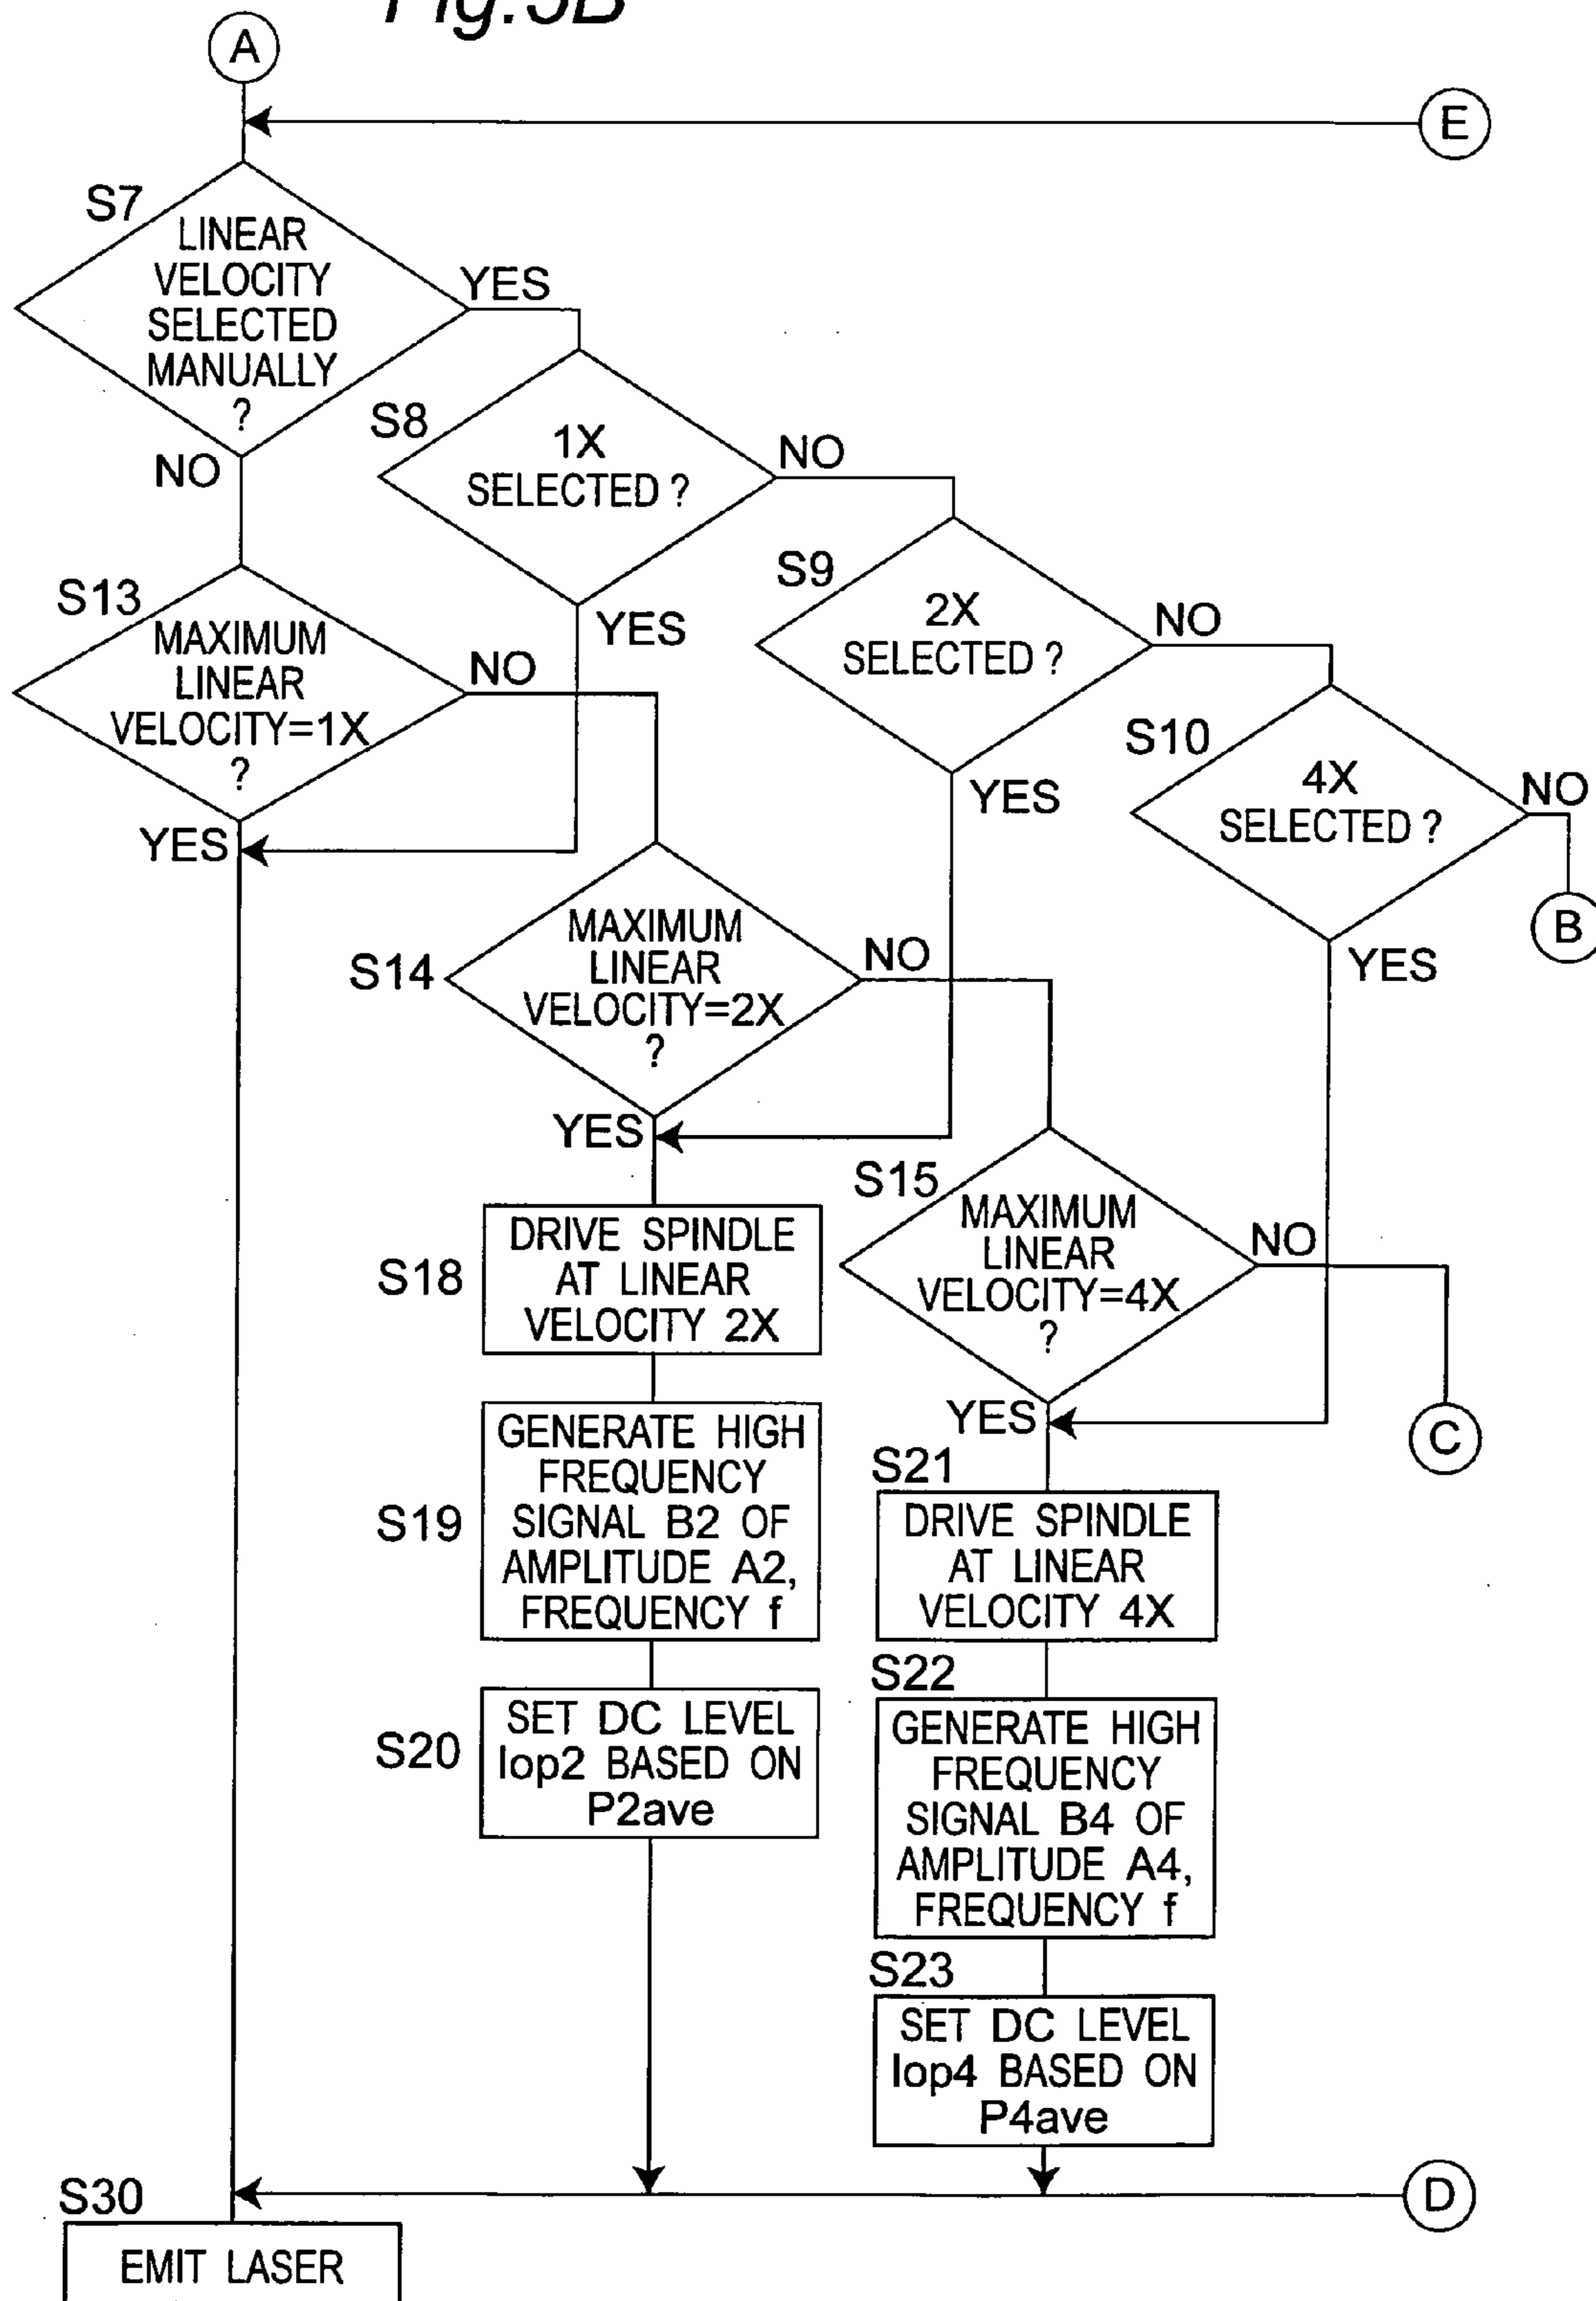 Fig.5B
A
E
S7
LINEAR
VELOCITY
SELECTED
MANUALLY
?
YES
NO
S8
1X
SELECTED ?
NO
YES
S9
2X
SELECTED ?
NO
YES
S10
4X
SELECTED ?
NO
YES
B
S13
MAXIMUM
LINEAR
VELOCITY=1X
?
NO
YES
S14
MAXIMUM
LINEAR
VELOCITY=2X
?
NO
YES
S15
MAXIMUM
LINEAR
VELOCITY=4X
?
NO
YES
C
S18
DRIVE SPINDLE
AT LINEAR
VELOCITY 2X
S19
GENERATE HIGH
FREQUENCY
SIGNAL B2 OF
AMPLITUDE A2,
FREQUENCY f
S20
SET DC LEVEL
Iop2 BASED ON
P2ave
S21
DRIVE SPINDLE
AT LINEAR
VELOCITY 4X
S22
GENERATE HIGH
FREQUENCY
SIGNAL B4 OF
AMPLITUDE A4,
FREQUENCY f
S23
SET DC LEVEL
Iop4 BASED ON
P4ave
D
S30
EMIT LASER